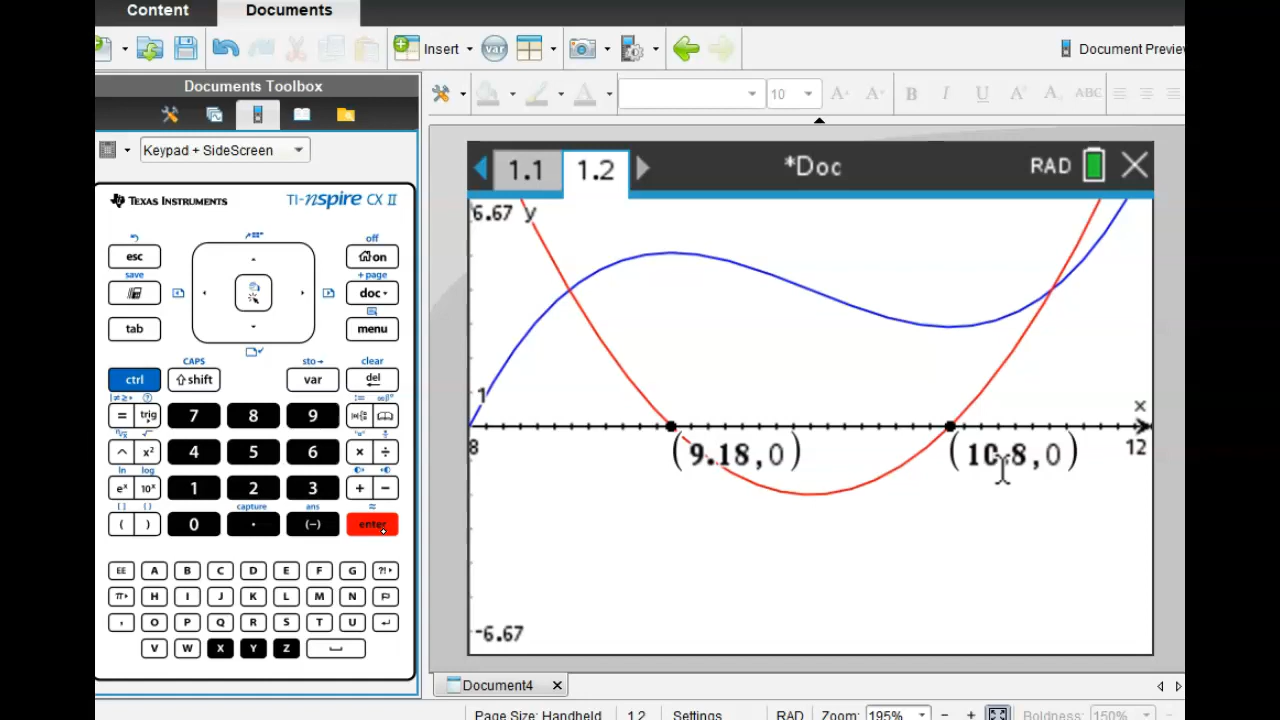 Content Documents
Insert var Document Preview
Documents Toolbox
10 A A A B I U A A ABC
Keypad + SideScreen
1.1 1.2 *Doc RAD
TEXAS INSTRUMENTS TI-nspire CX II
6.67 y
off
esc on
save + page
doc
tab menu
1
CAPS sto→ clear
ctrl shift var del
x
= trig 7 8 9
8 12
(9.18,0) (10.8,0)
^ x² 4 5 6 × ÷
ln log
eˣ 10ˣ 1 2 3 + −
capture ans ≈
( ) 0 . (−) enter
EE A B C D E F G ?!
π H I J K L M N
, O P Q R S T U
-6.67
V W X Y Z
Document4
Page Size: Handheld 1.2 Settings RAD Zoom: 195% Boldness: 150%